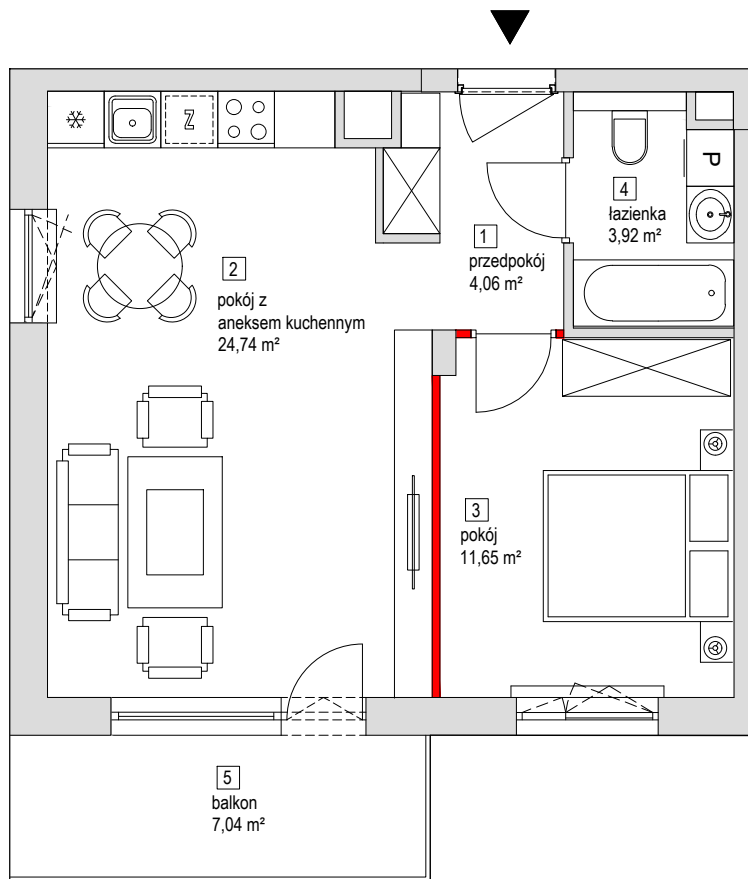 Z
P
4
łazienka
3,92 m²
1
przedpokój
4,06 m²
2
pokój z
aneksem kuchennym
24,74 m²
3
pokój
11,65 m²
5
balkon
7,04 m²